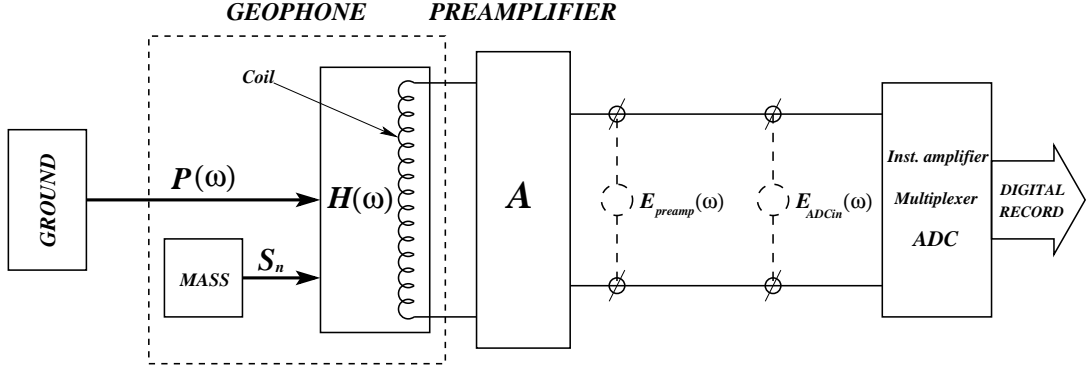 GEOPHONE
PREAMPLIFIER
Coil
GROUND
P(ω)
H(ω)
MASS
Sₙ
A
E_preamp(ω)
E_ADCin(ω)
Inst. amplifier
Multiplexer
ADC
DIGITAL
RECORD